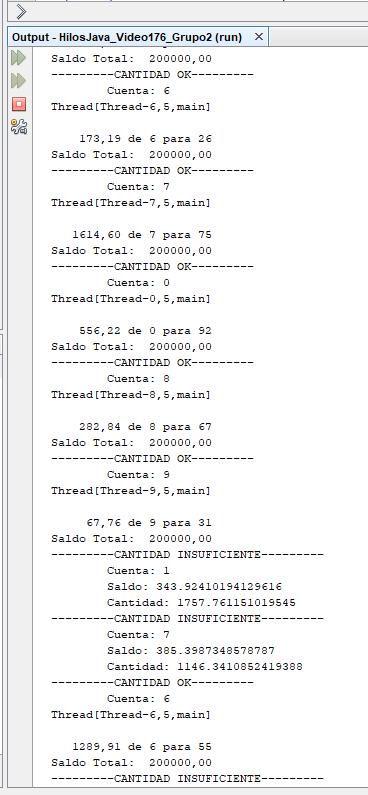 Output - HilosJava_Video176_Grupo2 (run)
Saldo Total:  200000,00
---------CANTIDAD OK---------
Cuenta: 6
Thread[Thread-6,5,main]
173,19 de 6 para 26
Saldo Total:  200000,00
---------CANTIDAD OK---------
Cuenta: 7
Thread[Thread-7,5,main]
1614,60 de 7 para 75
Saldo Total:  200000,00
---------CANTIDAD OK---------
Cuenta: 0
Thread[Thread-0,5,main]
556,22 de 0 para 92
Saldo Total:  200000,00
---------CANTIDAD OK---------
Cuenta: 8
Thread[Thread-8,5,main]
282,84 de 8 para 67
Saldo Total:  200000,00
---------CANTIDAD OK---------
Cuenta: 9
Thread[Thread-9,5,main]
67,76 de 9 para 31
Saldo Total:  200000,00
---------CANTIDAD INSUFICIENTE---------
Cuenta: 1
Saldo: 343.92410194129616
Cantidad: 1757.761151019545
---------CANTIDAD INSUFICIENTE---------
Cuenta: 7
Saldo: 385.3987348578787
Cantidad: 1146.3410852419388
---------CANTIDAD OK---------
Cuenta: 6
Thread[Thread-6,5,main]
1289,91 de 6 para 55
Saldo Total:  200000,00
---------CANTIDAD INSUFICIENTE---------